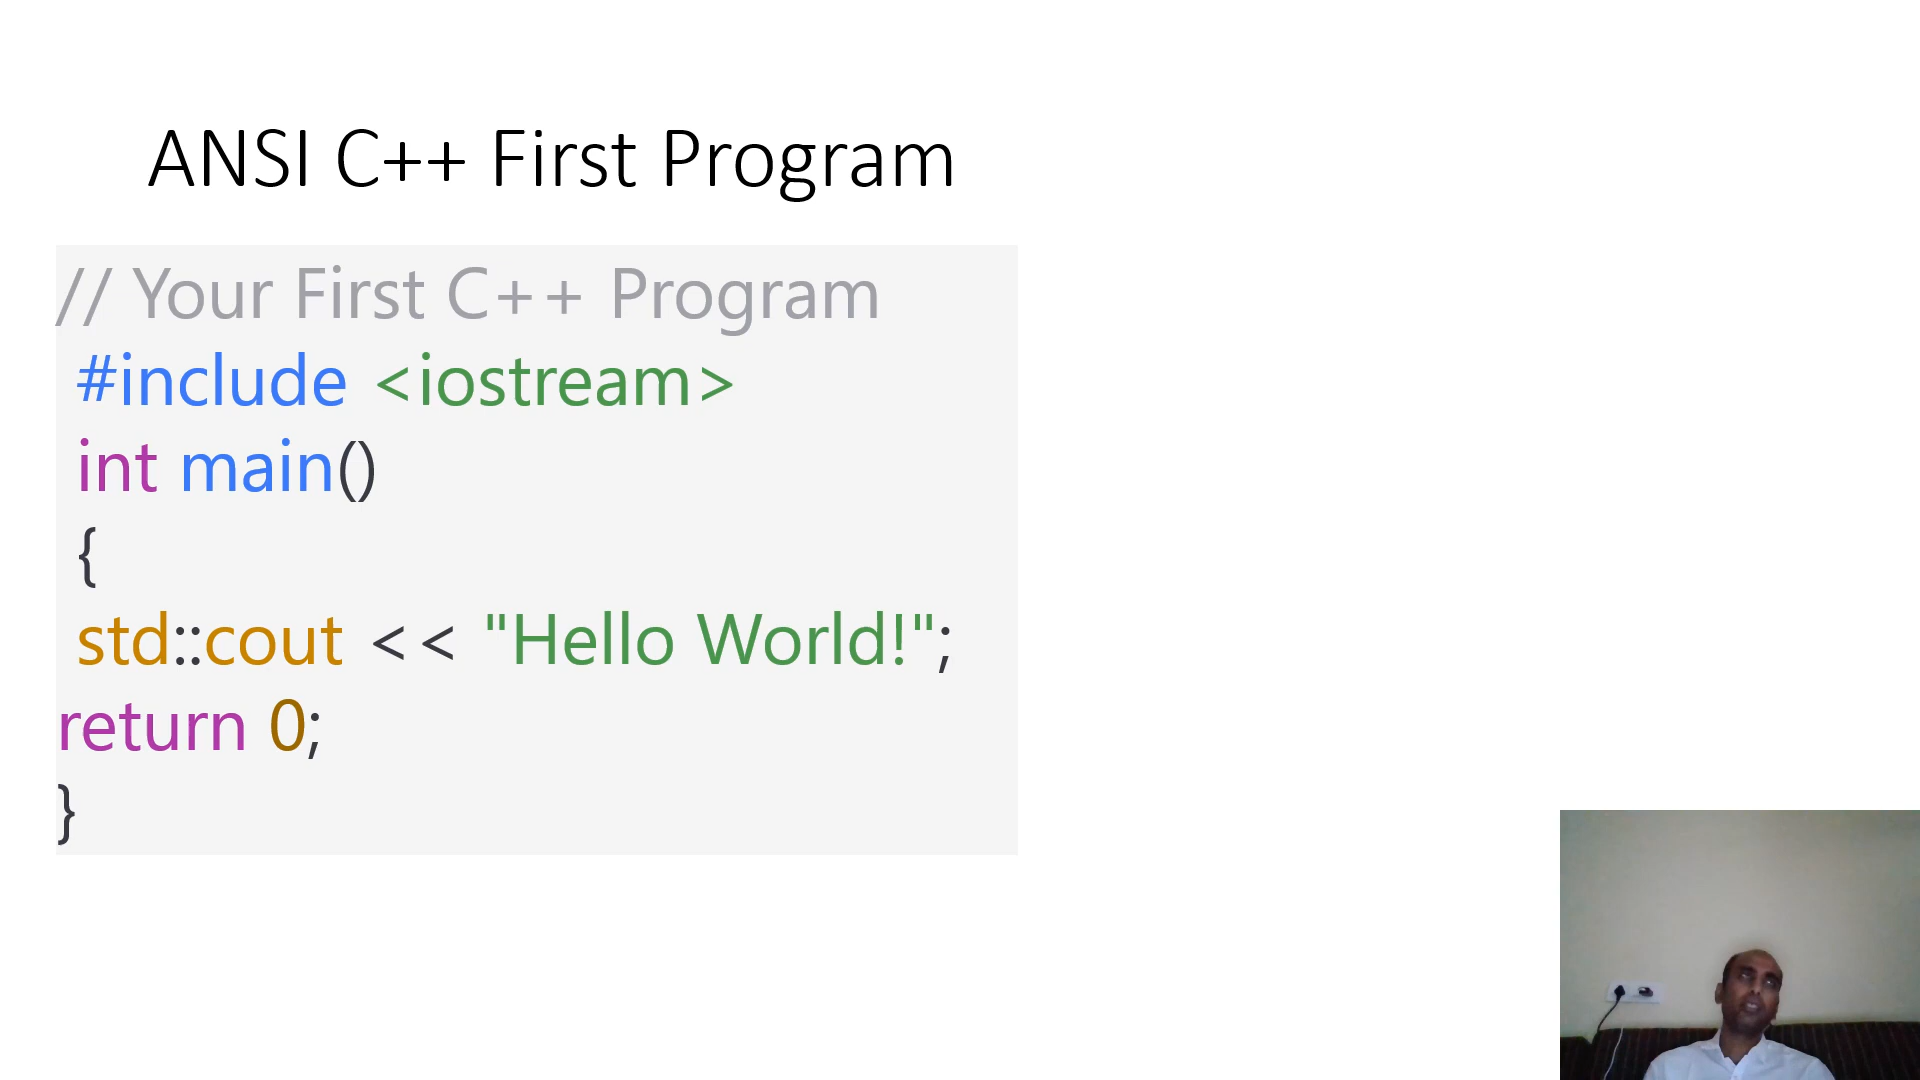 ANSI C++ First Program
// Your First C++ Program
#include <iostream>
int main()
{
std::cout << "Hello World!";
return 0;
}